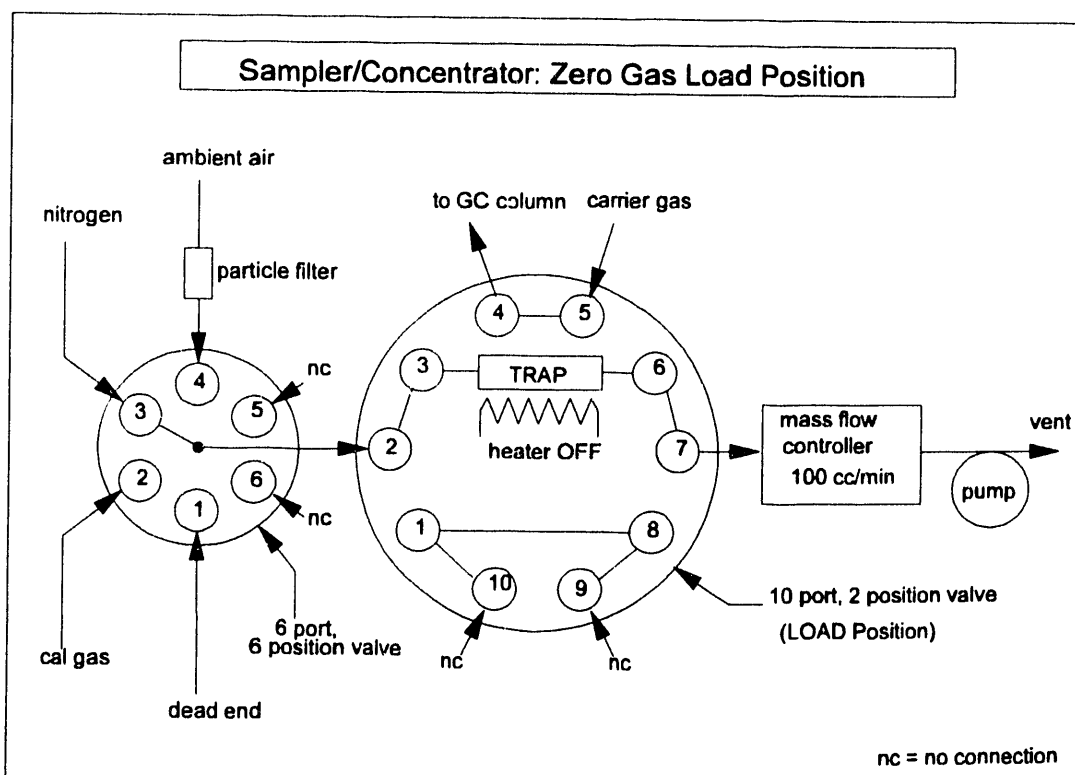 Sampler/Concentrator: Zero Gas Load Position
ambient air
nitrogen
particle filter
to GC column
carrier gas
4
5
3
TRAP
6
heater OFF
2
7
1
8
10
9
nc
nc
4
nc
3
5
2
6
1
nc
cal gas
6 port,
6 position valve
dead end
mass flow
controller
100 cc/min
vent
pump
10 port, 2 position valve
(LOAD Position)
nc = no connection